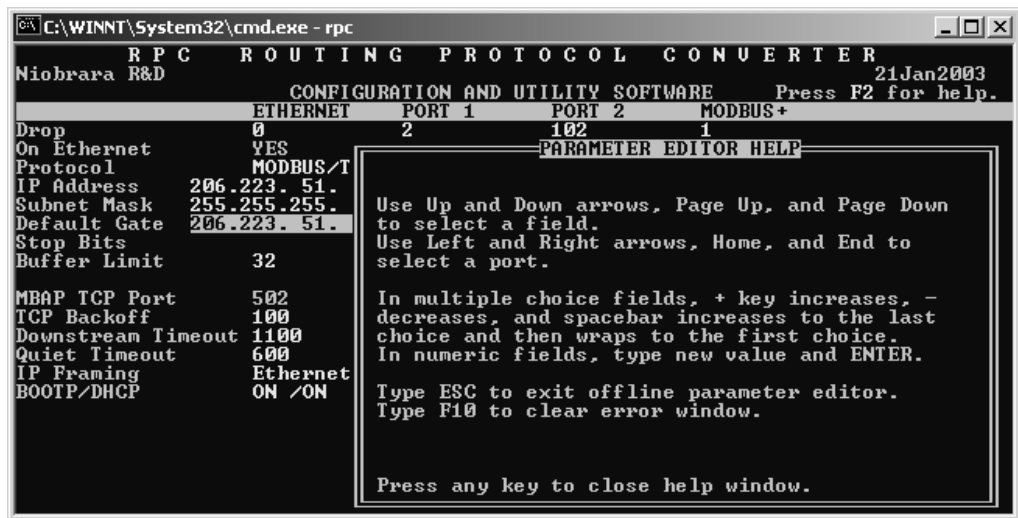 C:\WINNT\System32\cmd.exe - rpc
R P C R O U T I N G P R O T O C O L C O N V E R T E R
Niobrara R&D 21Jan2003
CONFIGURATION AND UTILITY SOFTWARE Press F2 for help.
ETHERNET PORT 1 PORT 2 MODBUS+
Drop 0 2 102 1
On Ethernet YES PARAMETER EDITOR HELP
Protocol MODBUS/T
IP Address 206.223. 51.
Subnet Mask 255.255.255. Use Up and Down arrows, Page Up, and Page Down
Default Gate 206.223. 51. to select a field.
Stop Bits Use Left and Right arrows, Home, and End to
Buffer Limit 32 select a port.
MBAP TCP Port 502 In multiple choice fields, + key increases, -
TCP Backoff 100 decreases, and spacebar increases to the last
Downstream Timeout 1100 choice and then wraps to the first choice.
Quiet Timeout 600 In numeric fields, type new value and ENTER.
IP Framing Ethernet
BOOTP/DHCP ON /ON Type ESC to exit offline parameter editor.
Type F10 to clear error window.
Press any key to close help window.